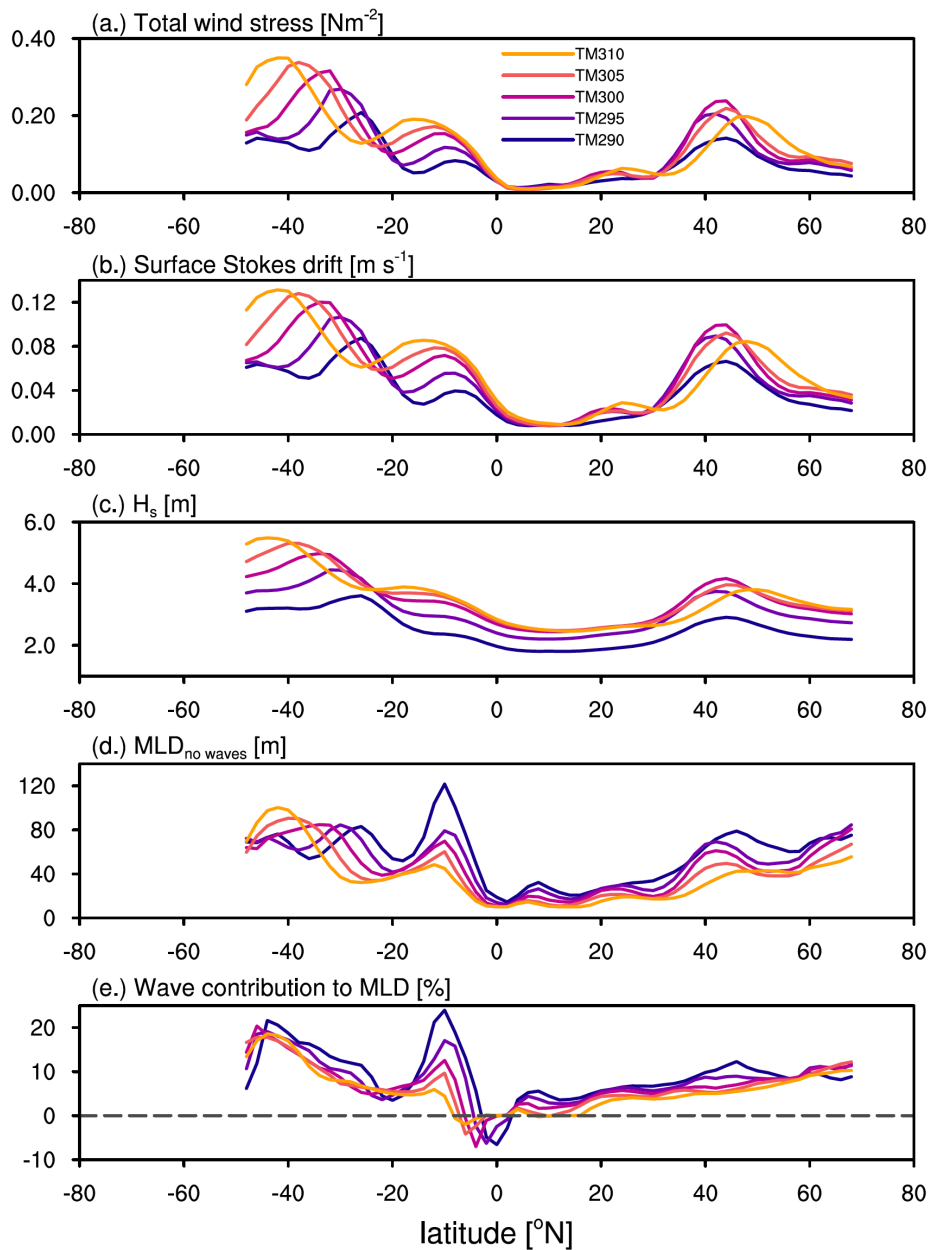 (a.) Total wind stress [Nm-2]
0.40
0.20
0.00
TM310
TM305
TM300
TM295
TM290
-80 -60 -40 -20 0 20 40 60 80
(b.) Surface Stokes drift [m s-1]
0.12
0.08
0.04
0.00
-80 -60 -40 -20 0 20 40 60 80
(c.) Hs [m]
6.0
4.0
2.0
-80 -60 -40 -20 0 20 40 60 80
(d.) MLDno waves [m]
120
80
40
0
-80 -60 -40 -20 0 20 40 60 80
(e.) Wave contribution to MLD [%]
20
10
0
-10
-80 -60 -40 -20 0 20 40 60 80
latitude [oN]